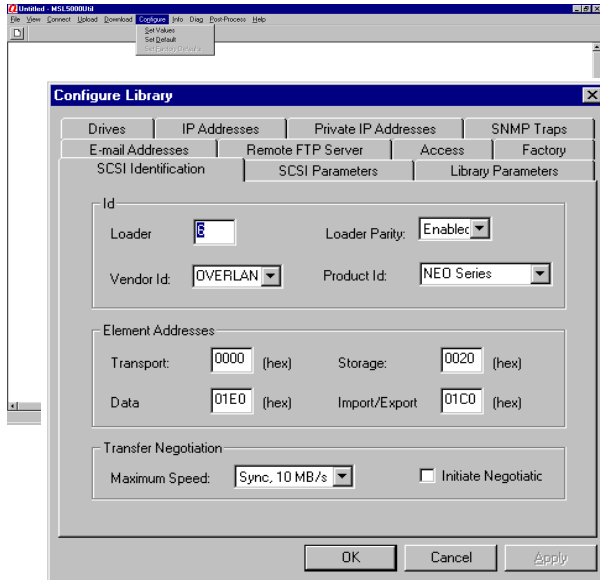 Untitled - MSL5000Util
File View Connect Upload Download Configure Info Diag Post-Process Help
Set Values
Set Default
Set Factory Defaults
Configure Library
Drives IP Addresses Private IP Addresses SNMP Traps
E-mail Addresses Remote FTP Server Access Factory
SCSI Identification SCSI Parameters Library Parameters
Id
Loader 6 Loader Parity: Enablec
Vendor Id: OVERLAN Product Id: NEO Series
Element Addresses
Transport: 0000 (hex) Storage: 0020 (hex)
Data 01E0 (hex) Import/Export 01C0 (hex)
Transfer Negotiation
Maximum Speed: Sync, 10 MB/s Initiate Negotiatic
OK Cancel Apply